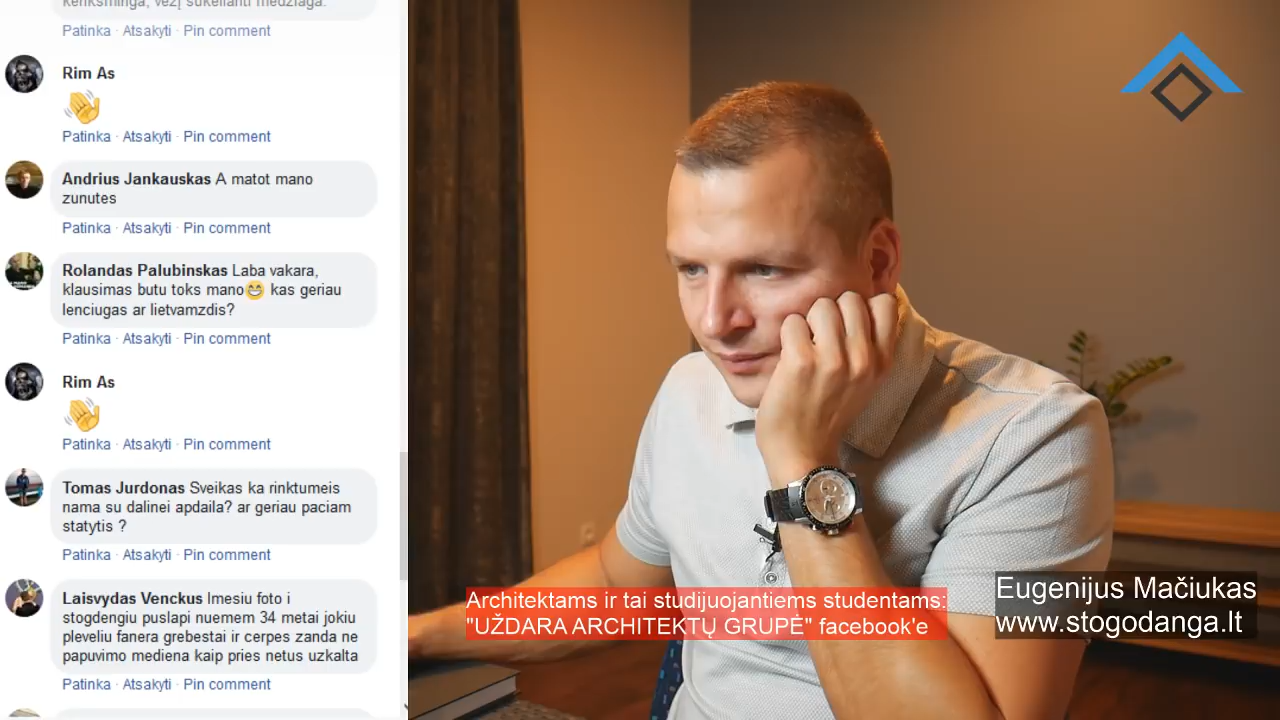 kenksminga, vėžį sukelianti medžiaga.
Patinka · Atsakyti · Pin comment
Rim As
Patinka · Atsakyti · Pin comment
Andrius Jankauskas A matot mano
zunutes
Patinka · Atsakyti · Pin comment
Rolandas Palubinskas Laba vakara,
klausimas butu toks mano😁 kas geriau
lenciugas ar lietvamzdis?
Patinka · Atsakyti · Pin comment
Rim As
Patinka · Atsakyti · Pin comment
Tomas Jurdonas Sveikas ka rinktumeis
nama su dalinei apdaila? ar geriau paciam
statytis ?
Patinka · Atsakyti · Pin comment
Laisvydas Venckus Imesiu foto i
stogdengiu puslapi nuemem 34 metai jokiu
pleveliu fanera grebestai ir cerpes zanda ne
papuvimo mediena kaip pries netus uzkalta
Patinka · Atsakyti · Pin comment
Architektams ir tai studijuojantiems studentams:
"UŽDARA ARCHITEKTŲ GRUPĖ" facebook'e
Eugenijus Mačiukas
www.stogodanga.lt